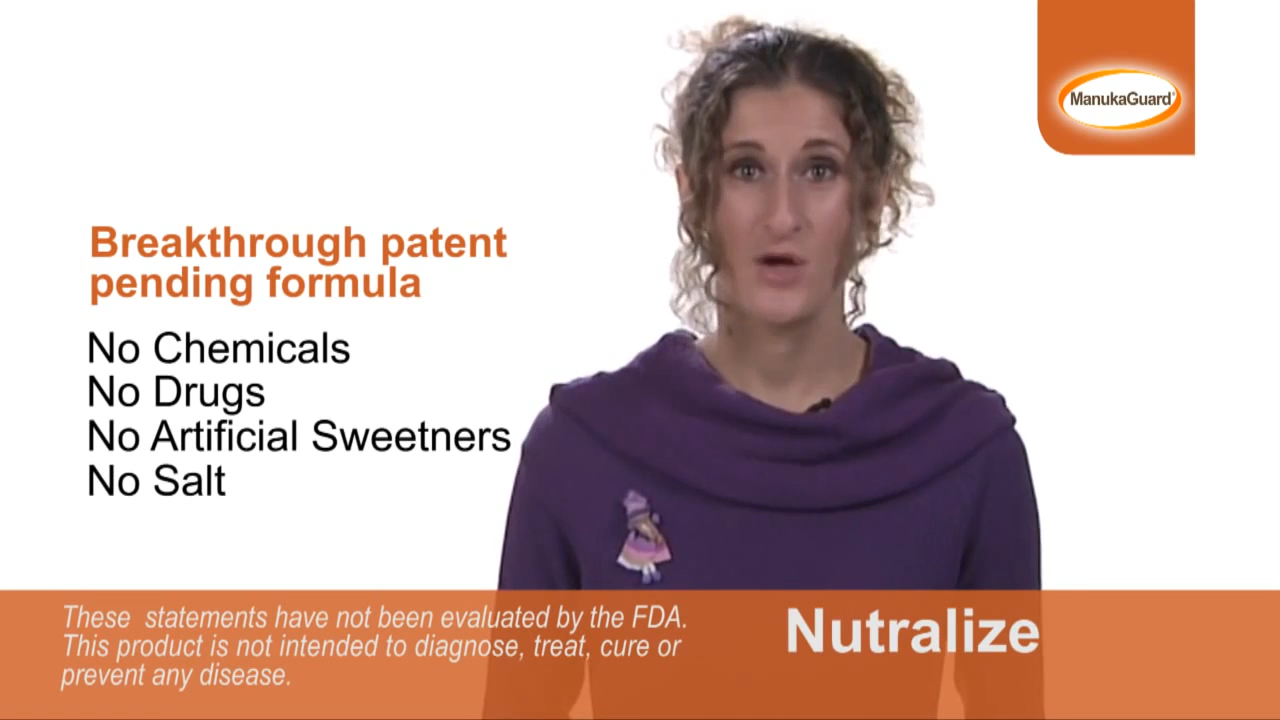 ManukaGuard®
Breakthrough patent
pending formula
No Chemicals
No Drugs
No Artificial Sweetners
No Salt
These statements have not been evaluated by the FDA.
This product is not intended to diagnose, treat, cure or
prevent any disease.
Nutralize